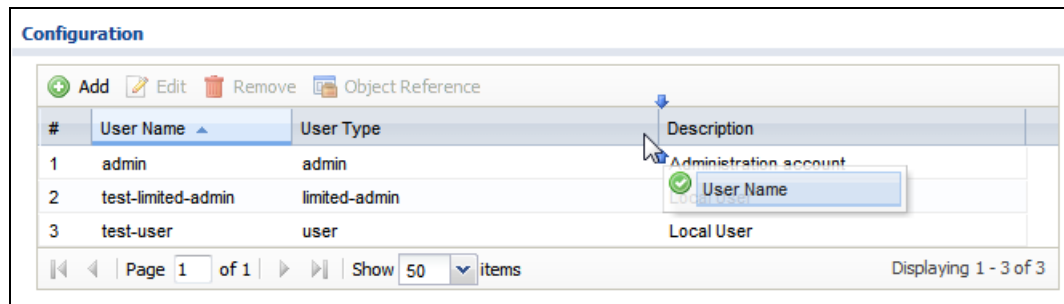 Configuration
Add Edit Remove Object Reference
# User Name User Type Description
1 admin admin Administration account
User Name
2 test-limited-admin limited-admin Local User
3 test-user user Local User
Page 1 of 1 Show 50 items Displaying 1 - 3 of 3